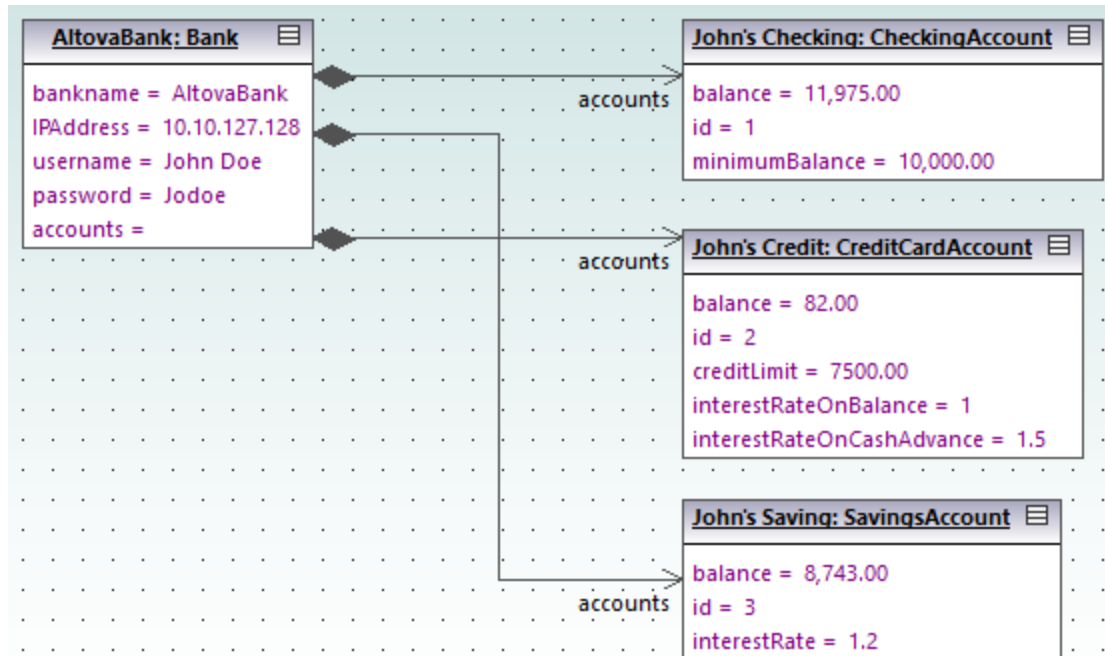 AltovaBank: Bank
bankname = AltovaBank
IPAddress = 10.10.127.128
username = John Doe
password = Jodoe
accounts =
accounts
John's Checking: CheckingAccount
balance = 11,975.00
id = 1
minimumBalance = 10,000.00
accounts
John's Credit: CreditCardAccount
balance = 82.00
id = 2
creditLimit = 7500.00
interestRateOnBalance = 1
interestRateOnCashAdvance = 1.5
accounts
John's Saving: SavingsAccount
balance = 8,743.00
id = 3
interestRate = 1.2